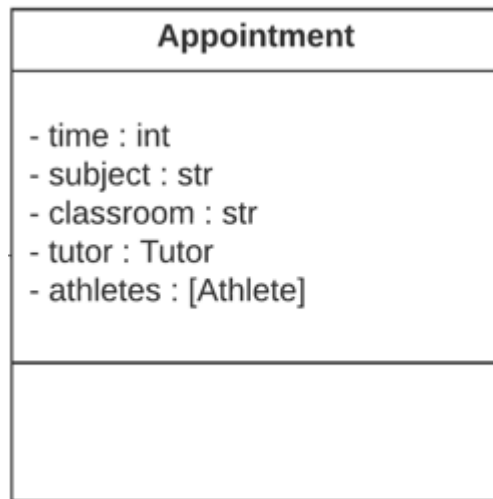 Appointment
- time : int
- subject : str
- classroom : str
- tutor : Tutor
- athletes : [Athlete]